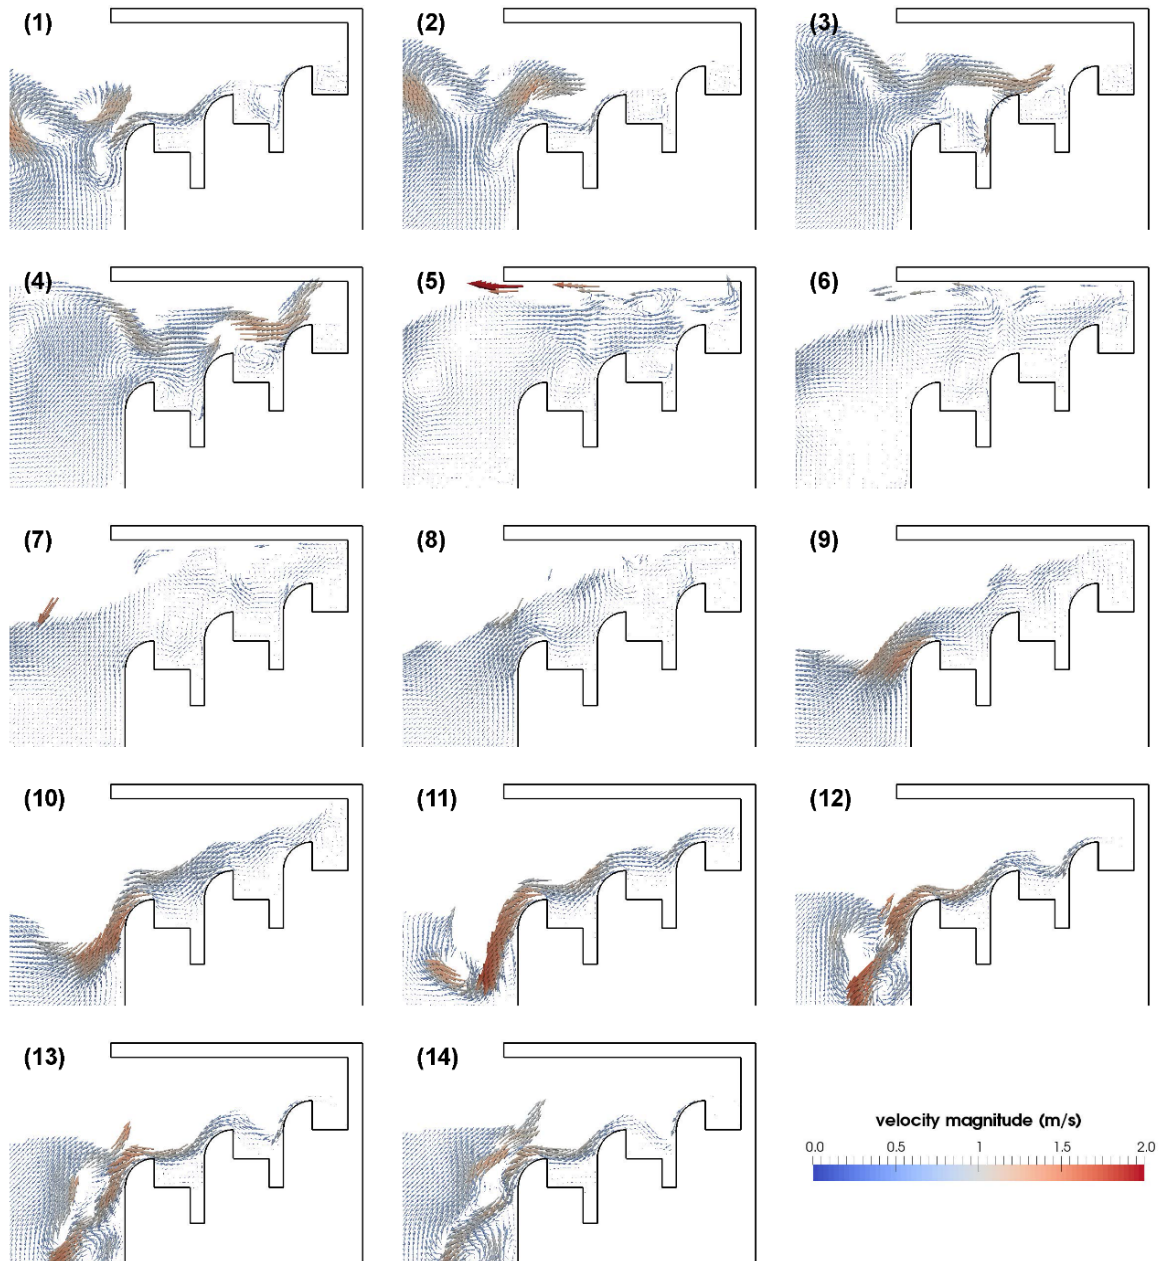 (1) (2) (3)
(4) (5) (6)
(7) (8) (9)
(10) (11) (12)
(13) (14)
velocity magnitude (m/s)
0.0 0.5 1 1.5 2.0